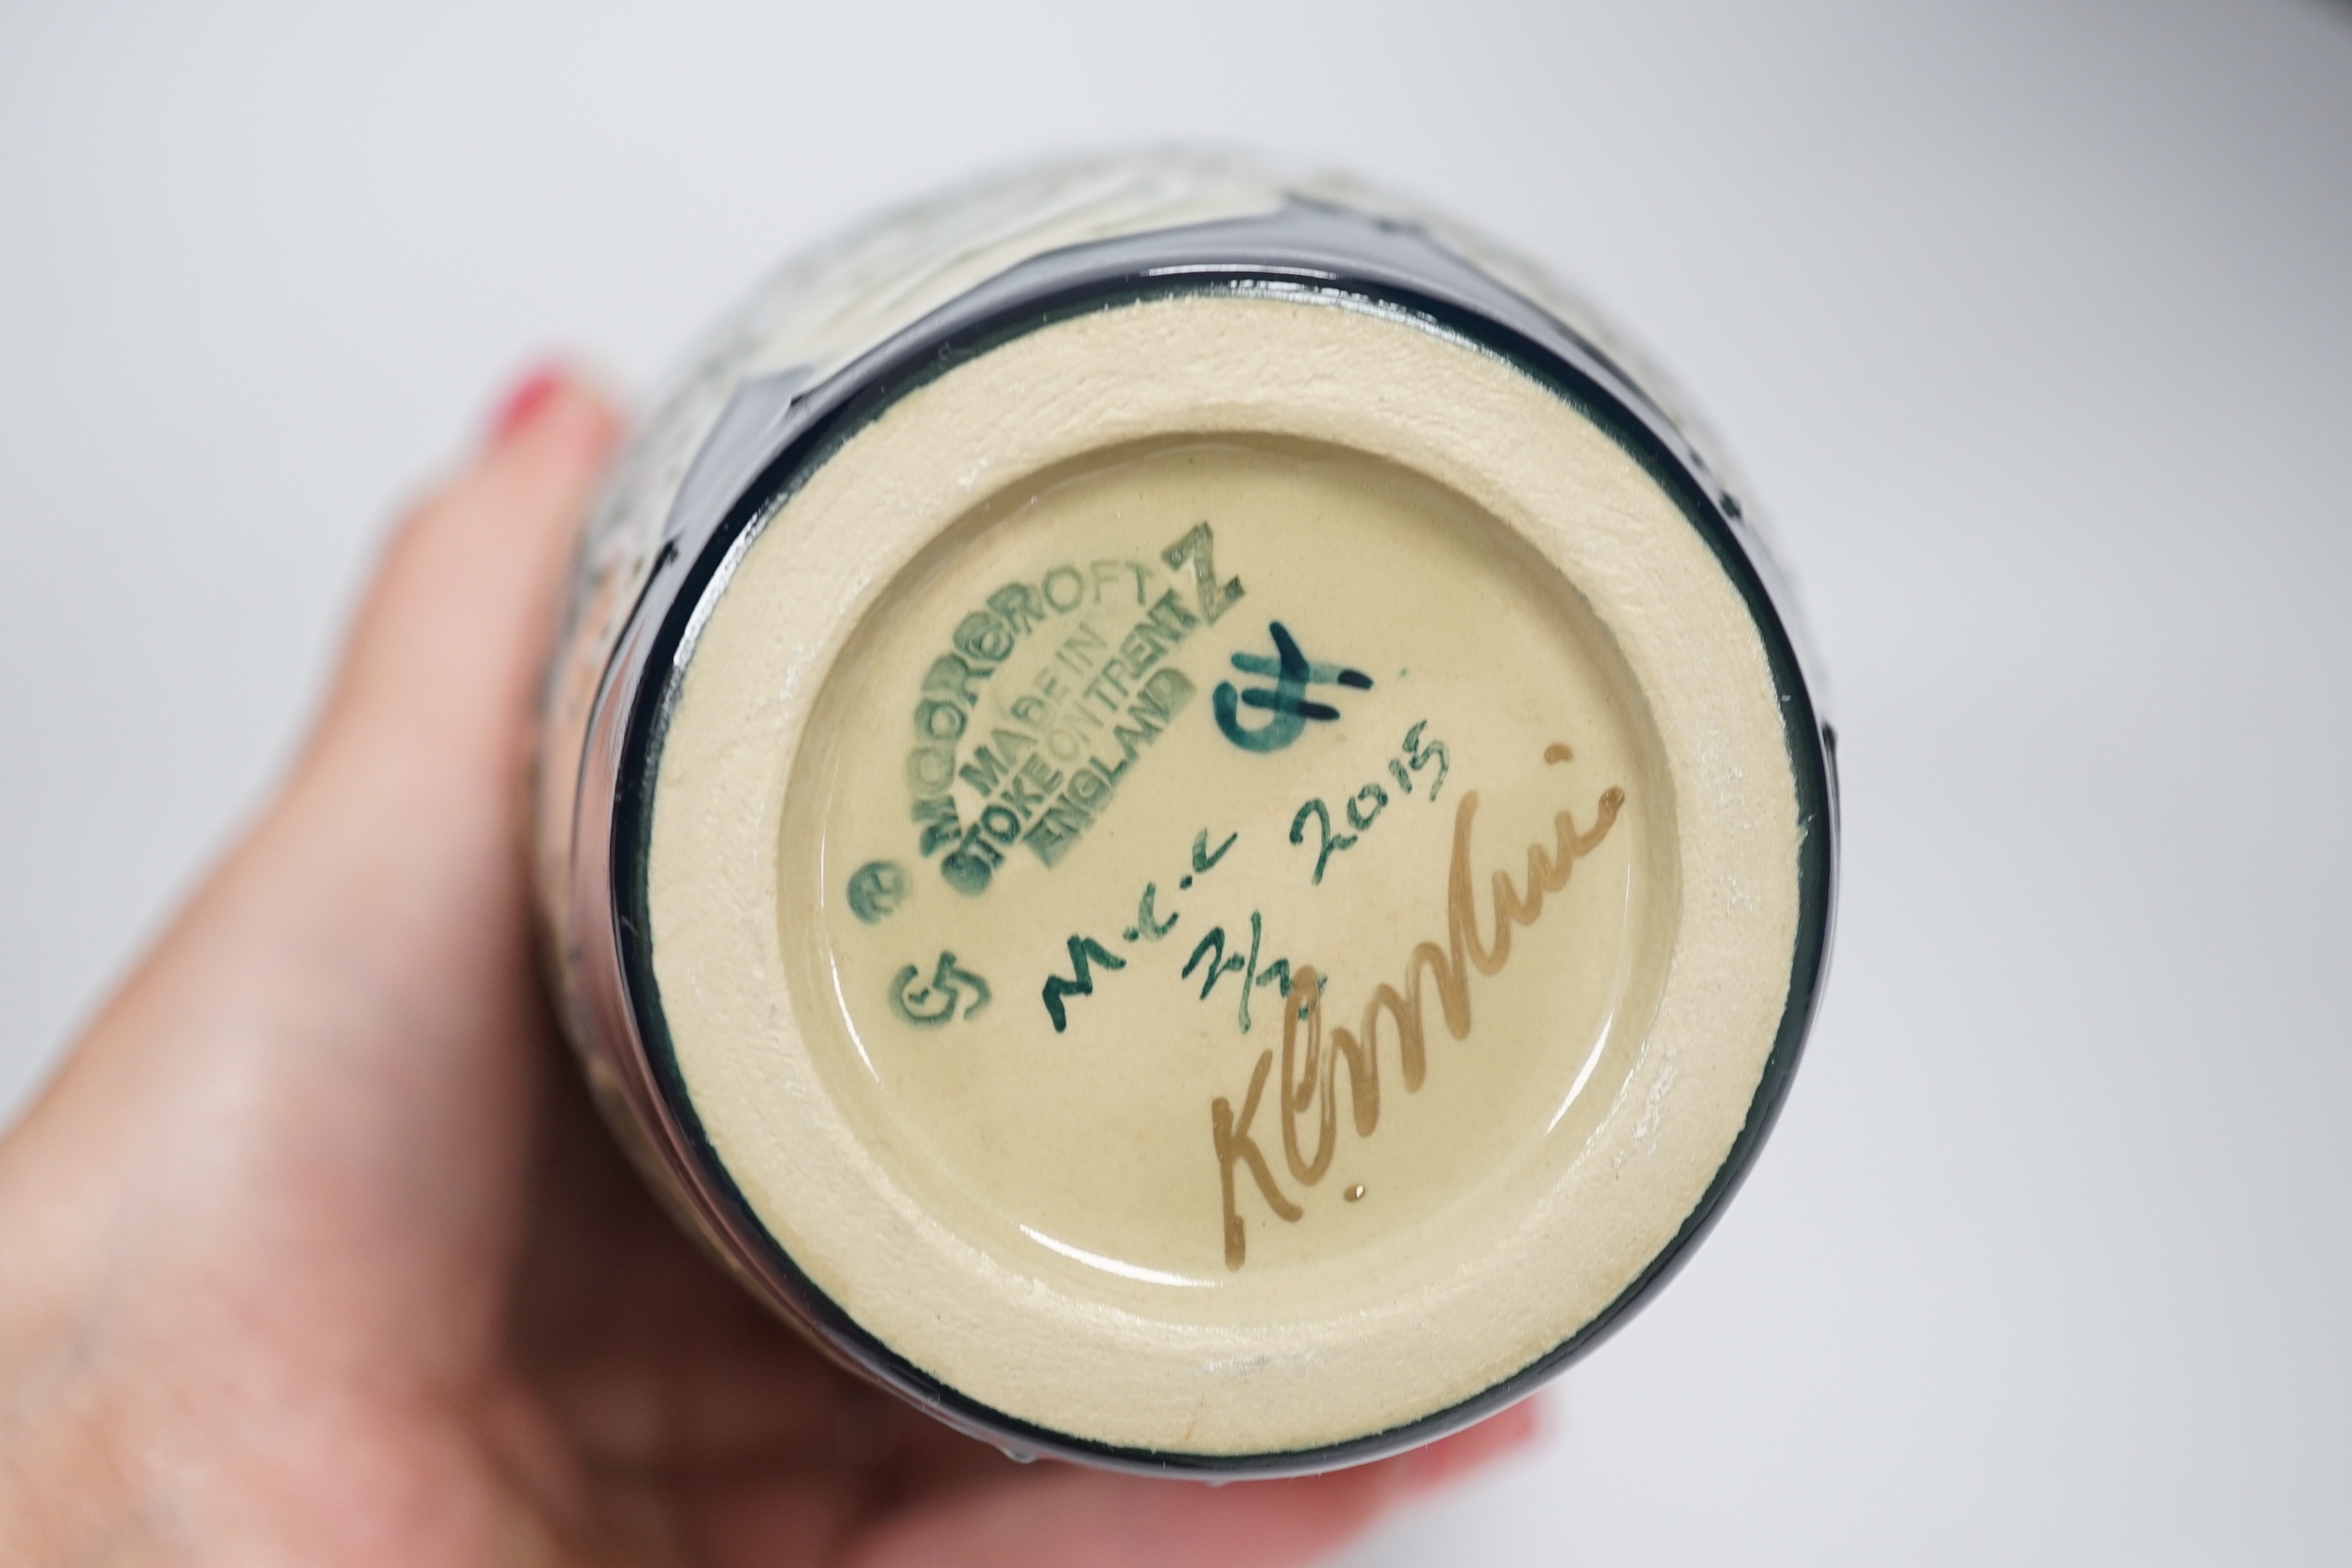 MOORCROFT Z
MADE IN
STOKE ON TRENT
ENGLAND
M.C.C 2015
2/2